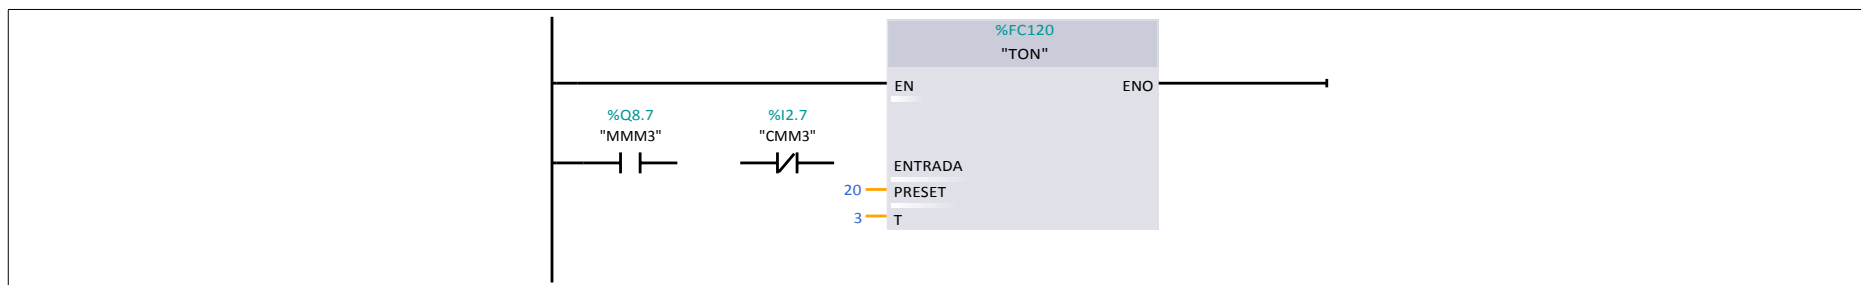 %FC120
"TON"
EN ENO
%Q8.7 %I2.7
"MMM3" "CMM3"
ENTRADA
20 PRESET
3 T